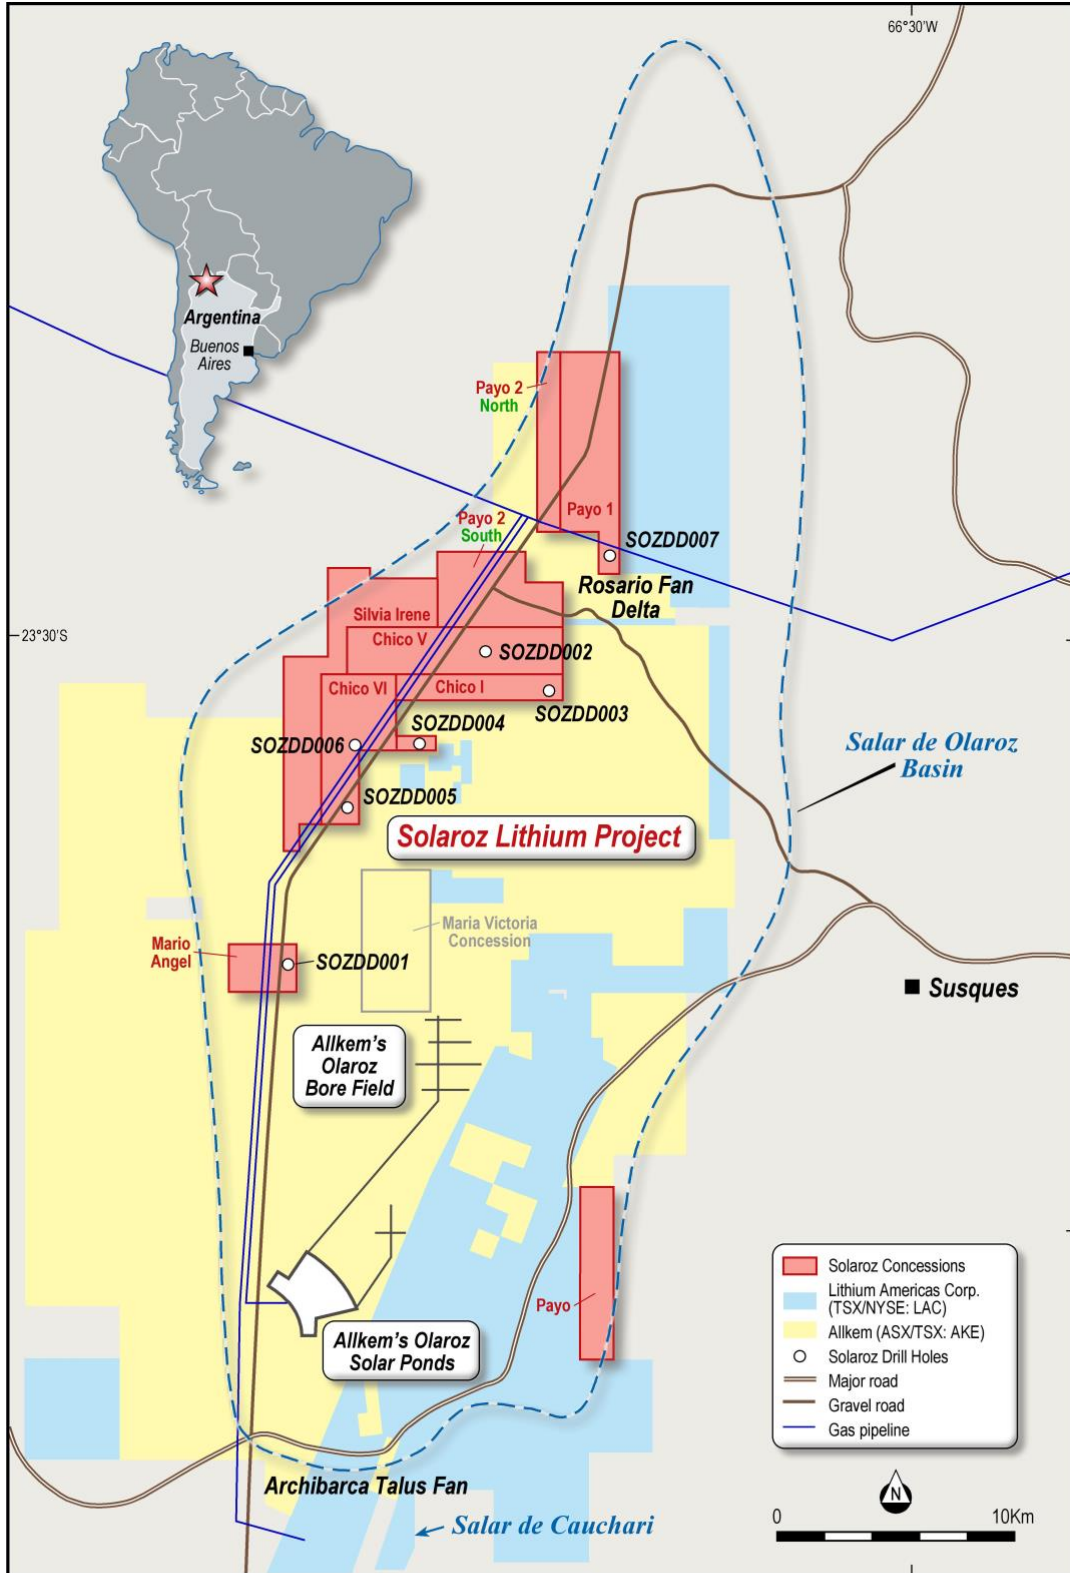 66°30'W
Argentina
Buenos
Aires
Payo 2
North
Payo 1
Payo 2
South
SOZDD007
Rosario Fan
Delta
Silvia Irene
23°30'S
Chico V
SOZDD002
Chico VI
Chico I
SOZDD003
SOZDD004
SOZDD006
Salar de Olaroz
Basin
SOZDD005
Solaroz Lithium Project
Maria Victoria
Concession
Mario
Angel
SOZDD001
Susques
Allkem's
Olaroz
Bore Field
Payo
Allkem's Olaroz
Solar Ponds
Solaroz Concessions
Lithium Americas Corp.
(TSX/NYSE: LAC)
Allkem (ASX/TSX: AKE)
Solaroz Drill Holes
Major road
Gravel road
Gas pipeline
Archibarca Talus Fan
Salar de Cauchari
N
0 10Km